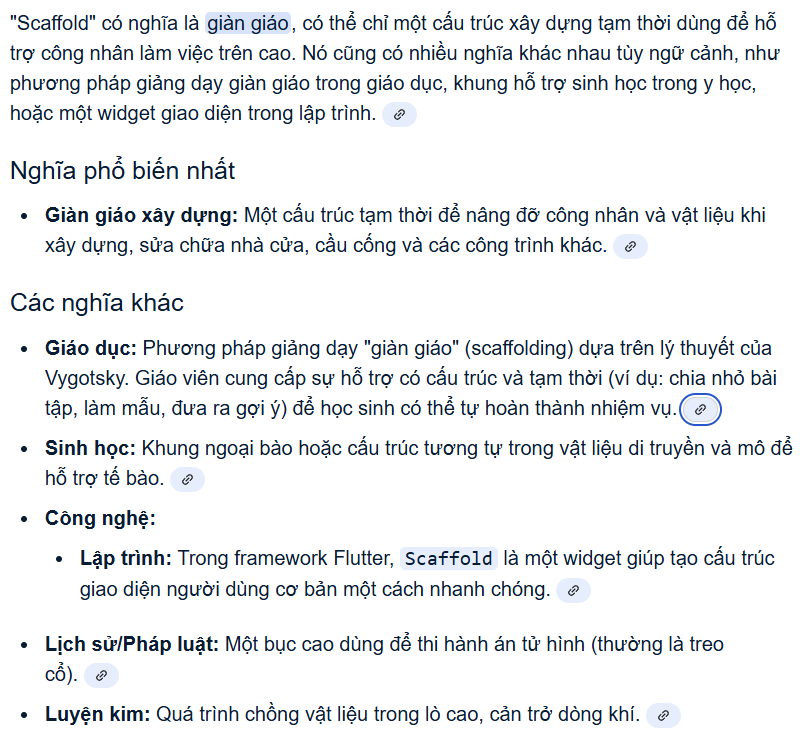 "Scaffold" có nghĩa là giàn giáo, có thể chỉ một cấu trúc xây dựng tạm thời dùng để hỗ
trợ công nhân làm việc trên cao. Nó cũng có nhiều nghĩa khác nhau tùy ngữ cảnh, như
phương pháp giảng dạy giàn giáo trong giáo dục, khung hỗ trợ sinh học trong y học,
hoặc một widget giao diện trong lập trình.
Nghĩa phổ biến nhất
• Giàn giáo xây dựng: Một cấu trúc tạm thời để nâng đỡ công nhân và vật liệu khi
xây dựng, sửa chữa nhà cửa, cầu cống và các công trình khác.
Các nghĩa khác
• Giáo dục: Phương pháp giảng dạy "giàn giáo" (scaffolding) dựa trên lý thuyết của
Vygotsky. Giáo viên cung cấp sự hỗ trợ có cấu trúc và tạm thời (ví dụ: chia nhỏ bài
tập, làm mẫu, đưa ra gợi ý) để học sinh có thể tự hoàn thành nhiệm vụ.
• Sinh học: Khung ngoại bào hoặc cấu trúc tương tự trong vật liệu di truyền và mô để
hỗ trợ tế bào.
• Công nghệ:
• Lập trình: Trong framework Flutter, Scaffold là một widget giúp tạo cấu trúc
giao diện người dùng cơ bản một cách nhanh chóng.
• Lịch sử/Pháp luật: Một bục cao dùng để thi hành án tử hình (thường là treo
cổ).
• Luyện kim: Quá trình chồng vật liệu trong lò cao, cản trở dòng khí.